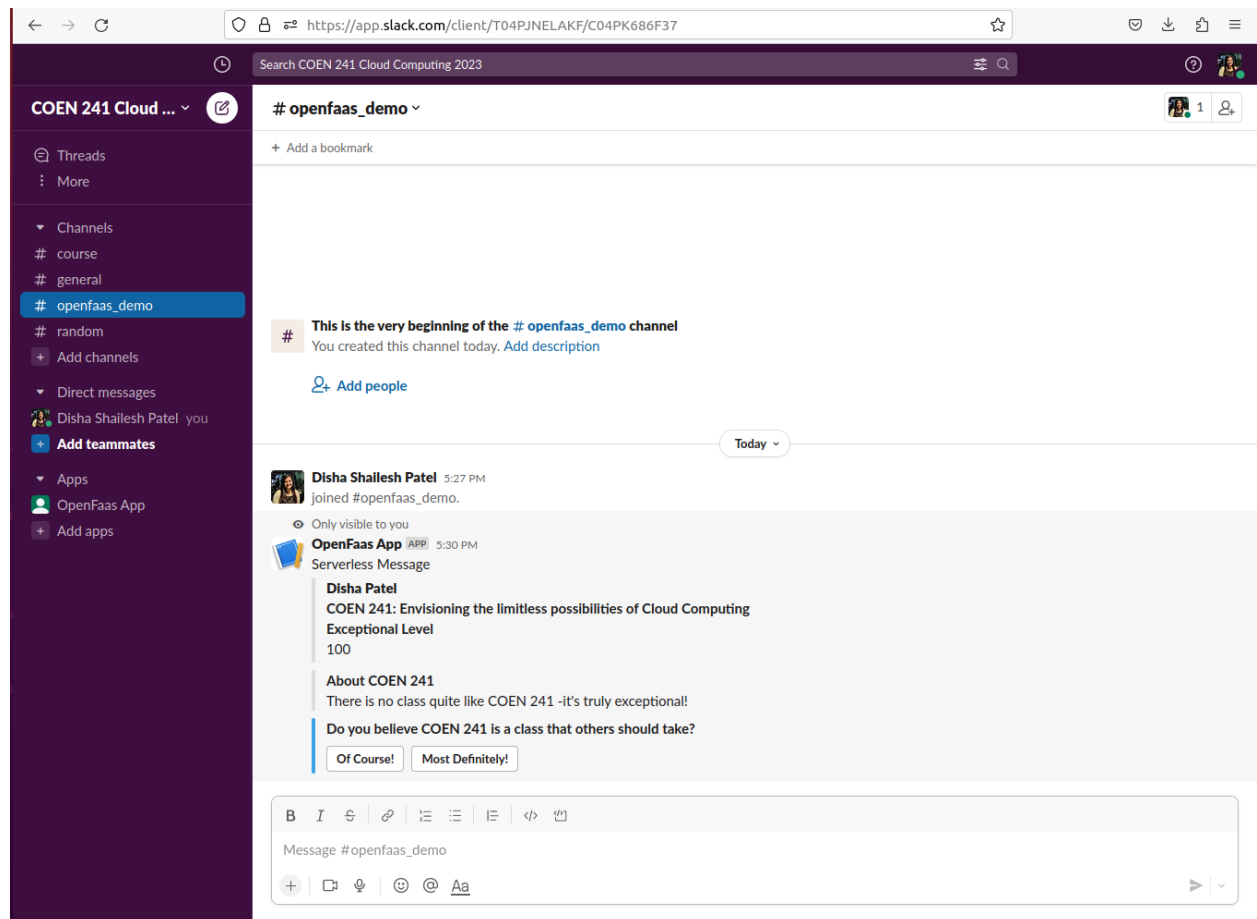 https://app.slack.com/client/T04PJNELAKF/C04PK686F37
Search COEN 241 Cloud Computing 2023
COEN 241 Cloud ...
# openfaas_demo
1
+ Add a bookmark
Threads
More
Channels
# course
# general
# openfaas_demo
# random
+ Add channels
Direct messages
Disha Shailesh Patel you
+ Add teammates
Apps
OpenFaas App
+ Add apps
# This is the very beginning of the # openfaas_demo channel
You created this channel today. Add description
Add people
Today
Disha Shailesh Patel 5:27 PM
joined #openfaas_demo.
Only visible to you
OpenFaas App APP 5:30 PM
Serverless Message
Disha Patel
COEN 241: Envisioning the limitless possibilities of Cloud Computing
Exceptional Level
100
About COEN 241
There is no class quite like COEN 241 -it's truly exceptional!
Do you believe COEN 241 is a class that others should take?
Of Course! Most Definitely!
B I S
Message #openfaas_demo
+ @ Aa